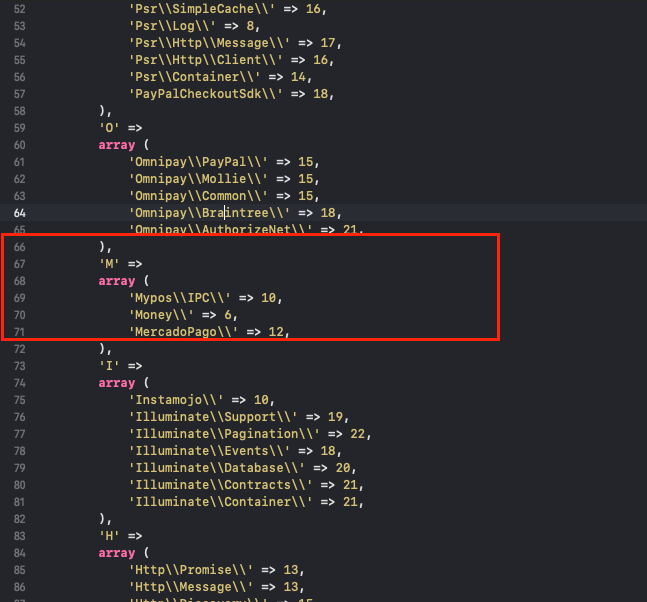 52 'Psr\\SimpleCache\\' => 16,
53 'Psr\\Log\\' => 8,
54 'Psr\\Http\\Message\\' => 17,
55 'Psr\\Http\\Client\\' => 16,
56 'Psr\\Container\\' => 14,
57 'PayPalCheckoutSdk\\' => 18,
58 ),
59 'O' =>
60 array (
61 'Omnipay\\PayPal\\' => 15,
62 'Omnipay\\Mollie\\' => 15,
63 'Omnipay\\Common\\' => 15,
64 'Omnipay\\Braintree\\' => 18,
65 'Omnipay\\AuthorizeNet\\' => 21,
66 ),
67 'M' =>
68 array (
69 'Mypos\\IPC\\' => 10,
70 'Money\\' => 6,
71 'MercadoPago\\' => 12,
72 ),
73 'I' =>
74 array (
75 'Instamojo\\' => 10,
76 'Illuminate\\Support\\' => 19,
77 'Illuminate\\Pagination\\' => 22,
78 'Illuminate\\Events\\' => 18,
79 'Illuminate\\Database\\' => 20,
80 'Illuminate\\Contracts\\' => 21,
81 'Illuminate\\Container\\' => 21,
82 ),
83 'H' =>
84 array (
85 'Http\\Promise\\' => 13,
86 'Http\\Message\\' => 13,
87 'Http\\Discovery\\' => 15,